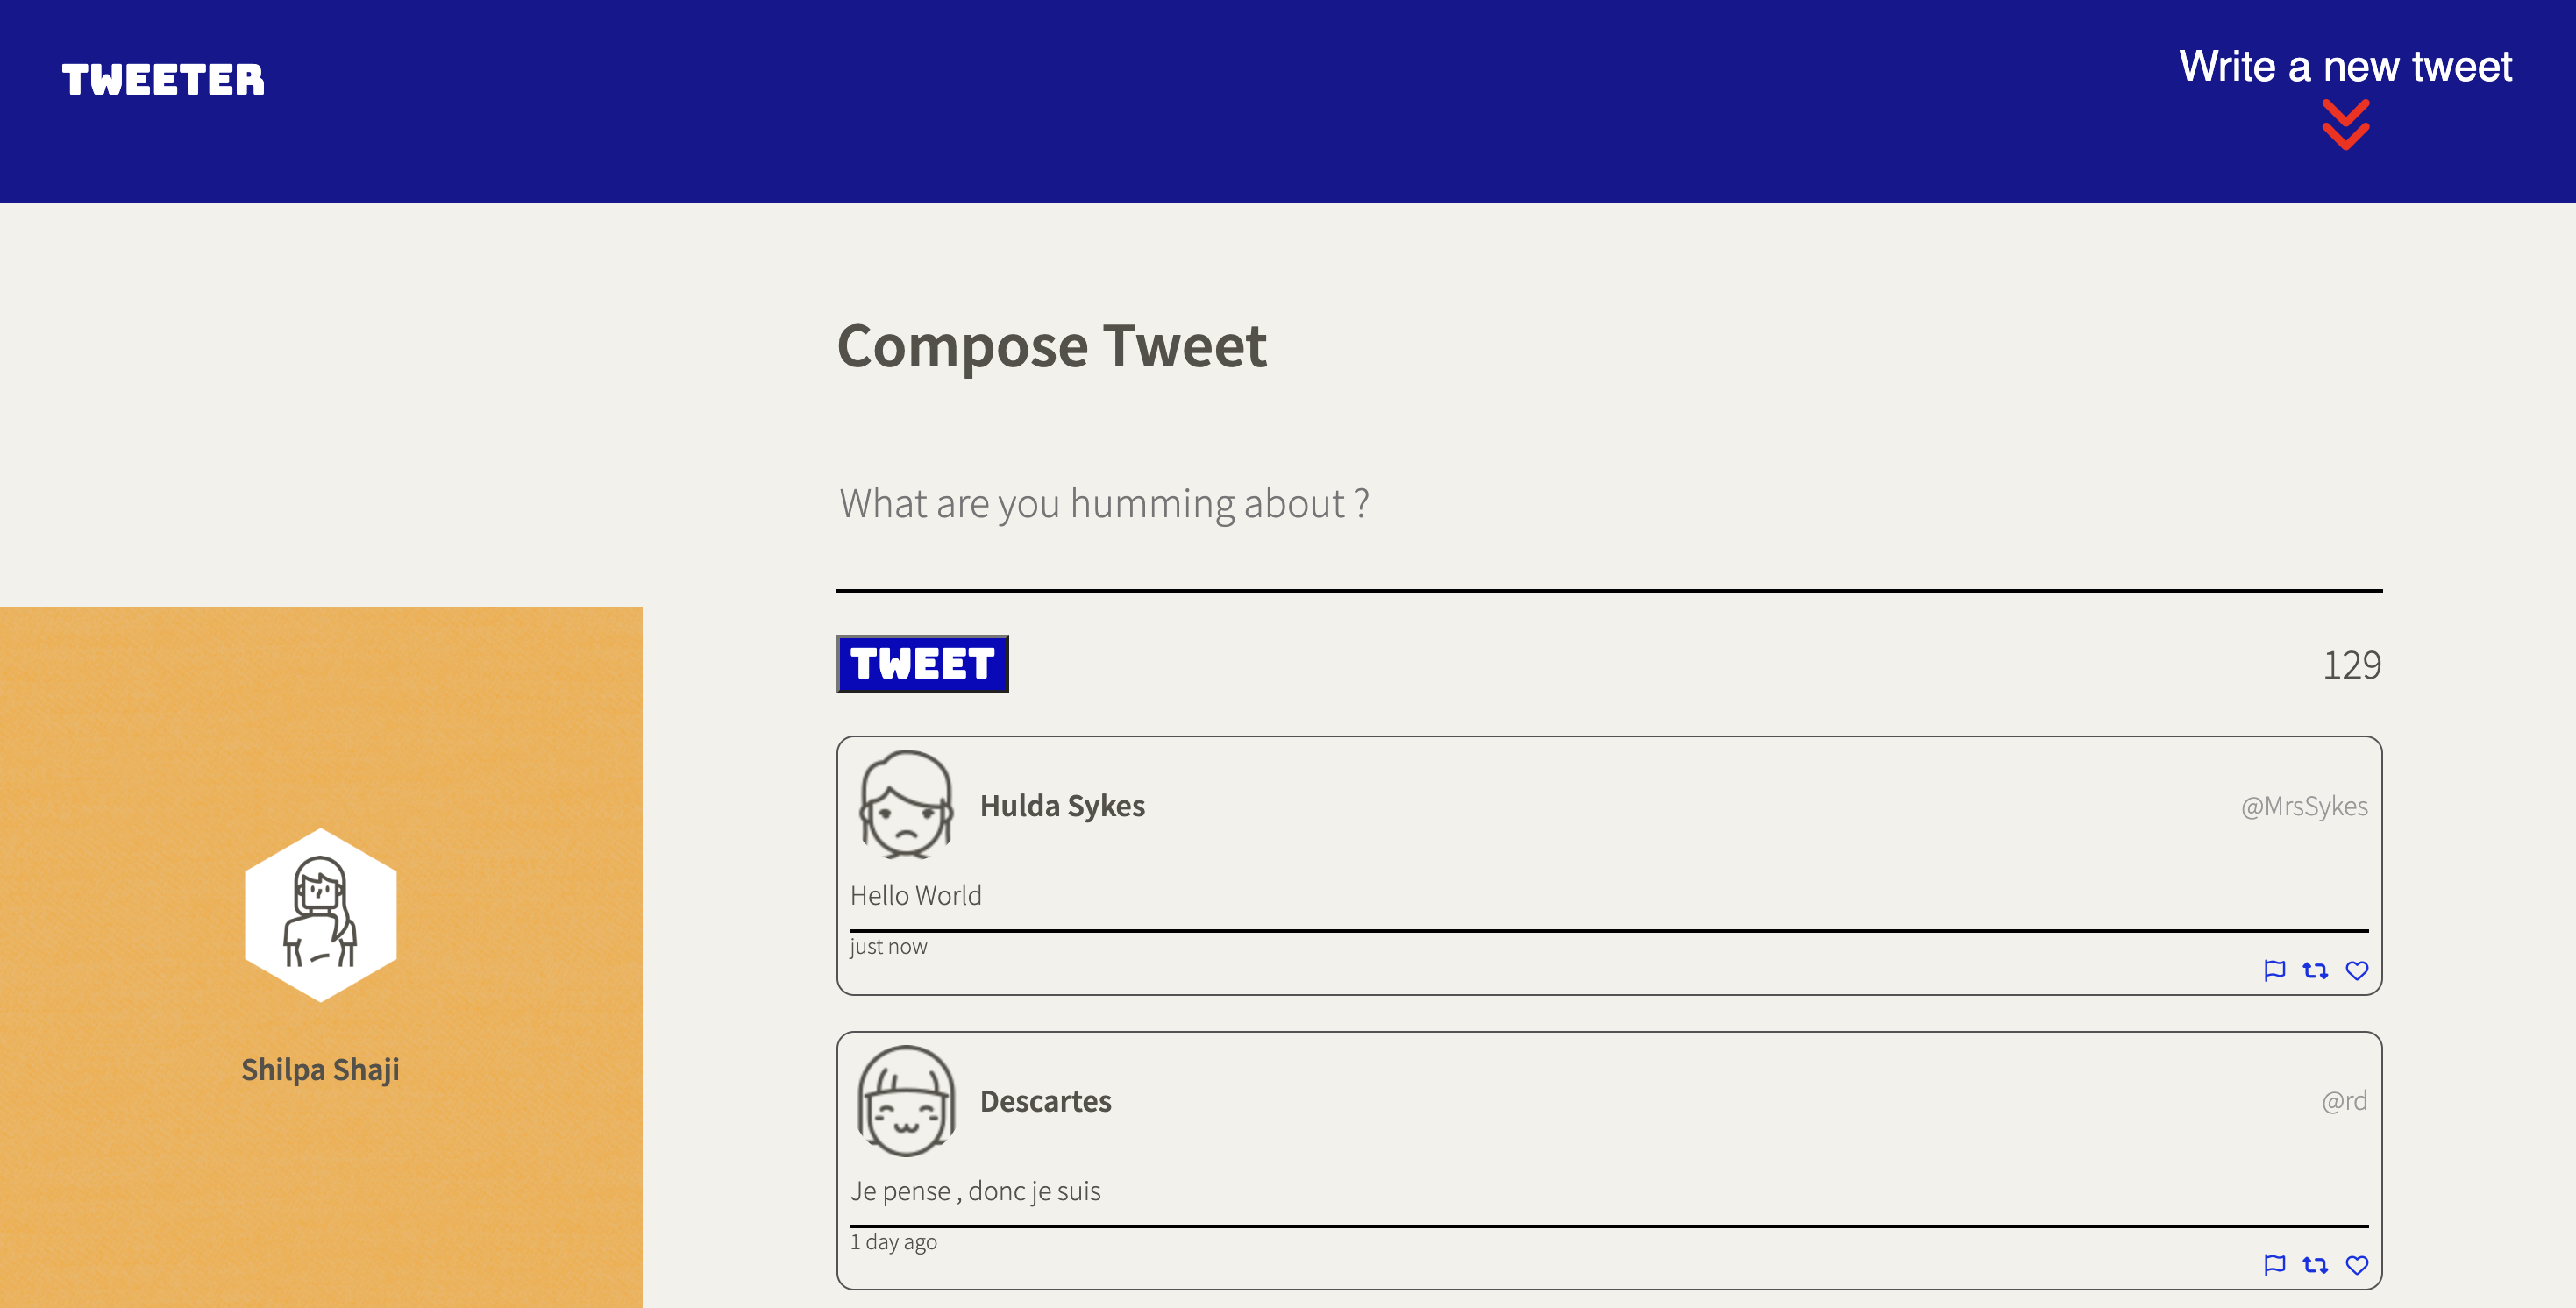 TWEETER
Write a new tweet
Compose Tweet
What are you humming about ?
TWEET
129
Hulda Sykes
@MrsSykes
Hello World
just now
Descartes
@rd
Je pense , donc je suis
1 day ago
Shilpa Shaji